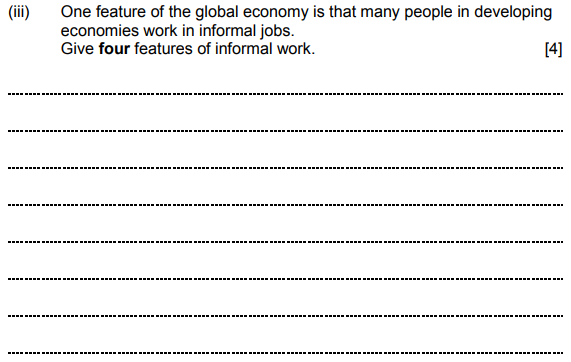 (iii) One feature of the global economy is that many people in developing
economies work in informal jobs.
Give four features of informal work. [4]